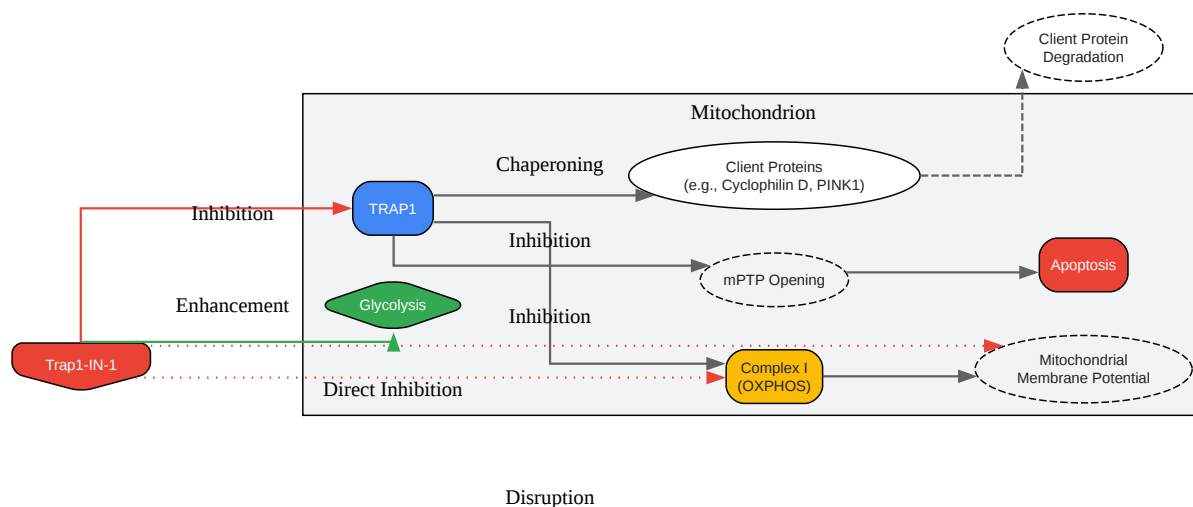 Client Protein
Degradation
Mitochondrion
Chaperoning
Client Proteins
(e.g., Cyclophilin D, PINK1)
TRAP1
Inhibition
Inhibition
Apoptosis
mPTP Opening
Enhancement
Glycolysis
Inhibition
Trap1-IN-1
Complex I
(OXPHOS)
Mitochondrial
Membrane Potential
Direct Inhibition
Disruption